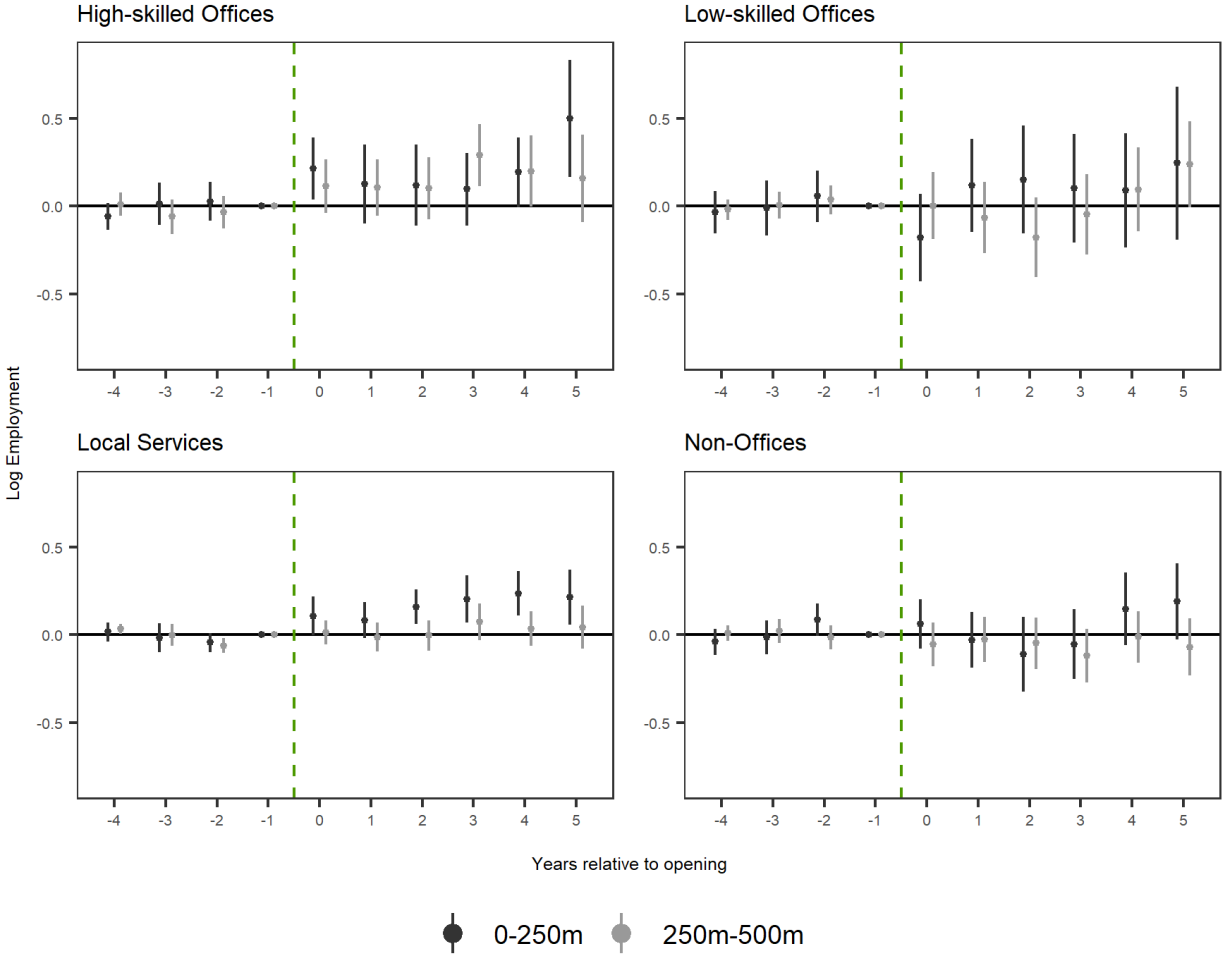 High-skilled Offices
Low-skilled Offices
0.5
0.0
-0.5
-4 -3 -2 -1 0 1 2 3 4 5
0.5
0.0
-0.5
-4 -3 -2 -1 0 1 2 3 4 5
Log Employment
Local Services
Non-Offices
0.5
0.0
-0.5
-4 -3 -2 -1 0 1 2 3 4 5
0.5
0.0
-0.5
-4 -3 -2 -1 0 1 2 3 4 5
Years relative to opening
0-250m 250m-500m